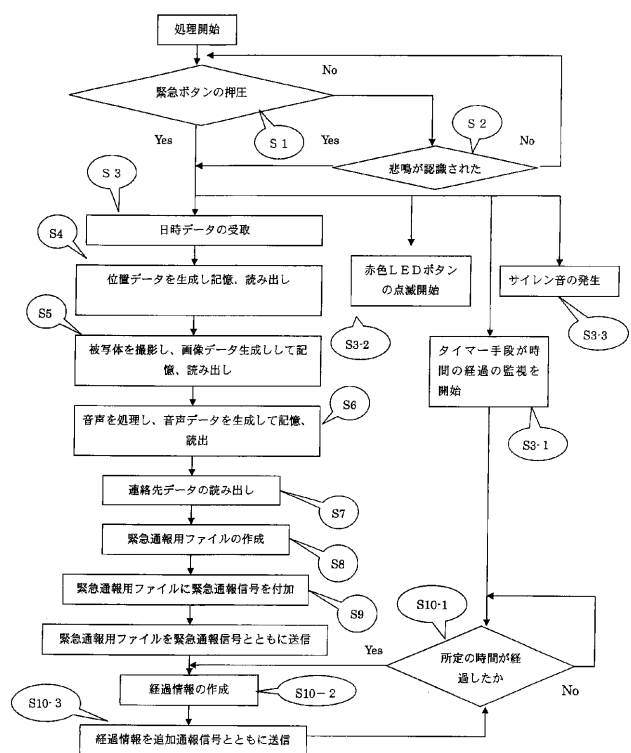 処理開始
No
緊急ボタンの押圧
S 1
S 2
Yes
Yes
No
悲鳴が認識された
S 3
日時データの受取
S4
位置データを生成し記憶、読み出し
赤色LEDボタン
の点滅開始
サイレン音の発生
S5
S3-2
S3-3
被写体を撮影し、画像データ生成しして記
憶、読み出し
タイマー手段が時
間の経過の監視を
開始
S6
音声を処理し、音声データを生成して記憶、
読出
S3-1
連絡先データの読み出し
S7
緊急通報用ファイルの作成
S8
緊急通報用ファイルに緊急通報信号を付加
S9
S10-1
緊急通報用ファイルを緊急通報信号とともに送信
Yes
所定の時間が経
過したか
No
経過情報の作成
S10-2
S10-3
経過情報を追加通報信号とともに送信